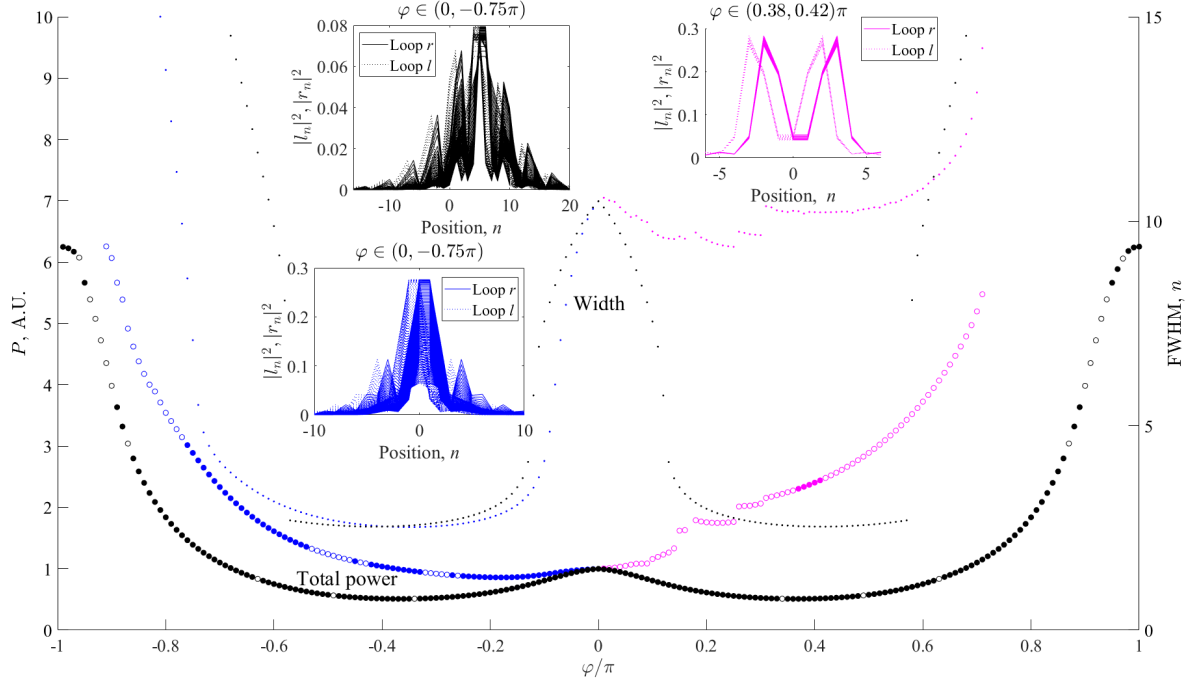 10
9
8
7
6
5
4
3
2
1
0
P, A.U.
-1
-0.8
-0.6
-0.4
-0.2
0
0.2
0.4
0.6
0.8
1
φ/π
15
10
5
0
FWHM, n
Width
Total power
φ ∈ (0, −0.75π)
0.08
0.06
0.04
0.02
0
|l_n|^2, |r_n|^2
Loop r
Loop l
-10
0
10
20
Position, n
φ ∈ (0, −0.75π)
0.3
0.2
0.1
0
|l_n|^2, |r_n|^2
Loop r
Loop l
-10
0
10
Position, n
φ ∈ (0.38, 0.42)π
0.3
0.2
0.1
0
|l_n|^2, |r_n|^2
Loop r
Loop l
-5
0
5
Position, n